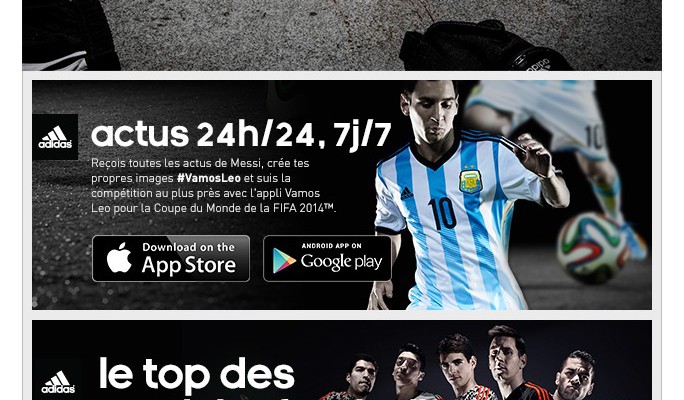 adidas
actus 24h/24, 7j/7
Reçois toutes les actus de Messi, crée tes
propres images #VamosLeo et suis la
compétition au plus près avec l'appli Vamos
Leo pour la Coupe du Monde de la FIFA 2014™.
Download on the
App Store
ANDROID APP ON
Google play
10
10
adidas
le top des